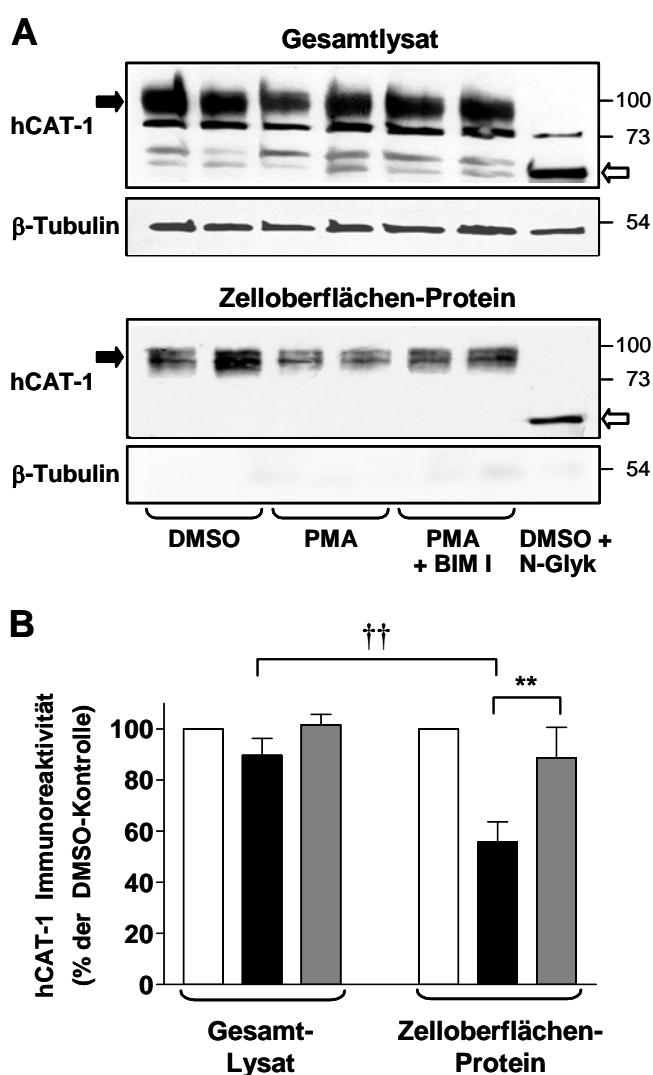 A
Gesamtlysat
hCAT-1
100
73
β-Tubulin
54
Zelloberflächen-Protein
hCAT-1
100
73
β-Tubulin
54
DMSO
PMA
PMA
+ BIM I
DMSO +
N-Glyk
B
††
**
hCAT-1 Immunoreaktivität
(% der DMSO-Kontrolle)
100
80
60
40
20
0
Gesamt-
Lysat
Zelloberflächen-
Protein